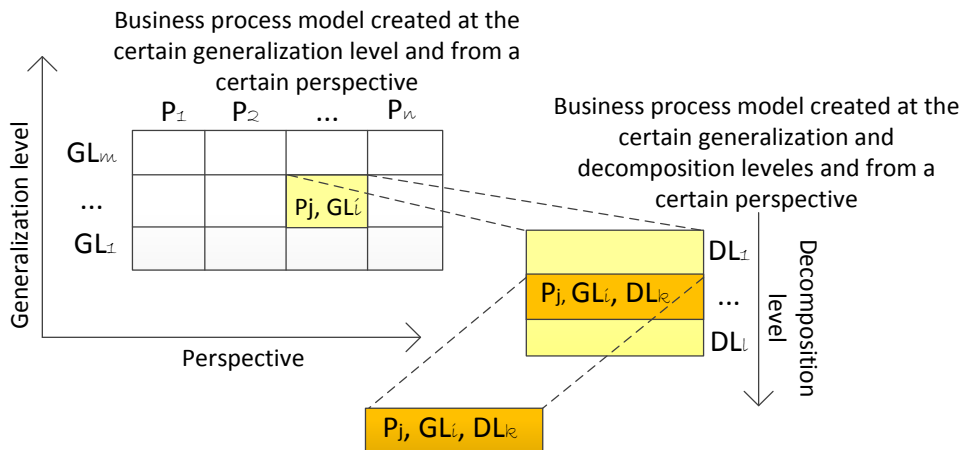 Business process model created at the
certain generalization level and from a
certain perspective
Generalization level
P1 P2 ... Pn
GLm
...
Pj, GLi
GL1
Perspective
Business process model created at the
certain generalization and
decomposition leveles and from a
certain perspective
DL1
Pj, GLi, DLk
...
DLl
Decomposition
level
Pj, GLi, DLk